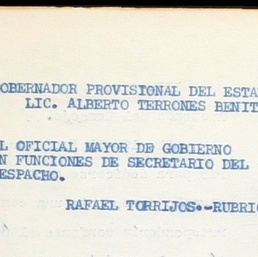 OBERNADOR PROVISIONAL DEL ESTA
LIC. ALBERTO TERRONES BENIT
L OFICIAL MAYOR DE GOBIERNO
N FUNCIONES DE SECRETARIO DEL
ESPACHO.
RAFAEL TORRIJOS.-RUBRIC